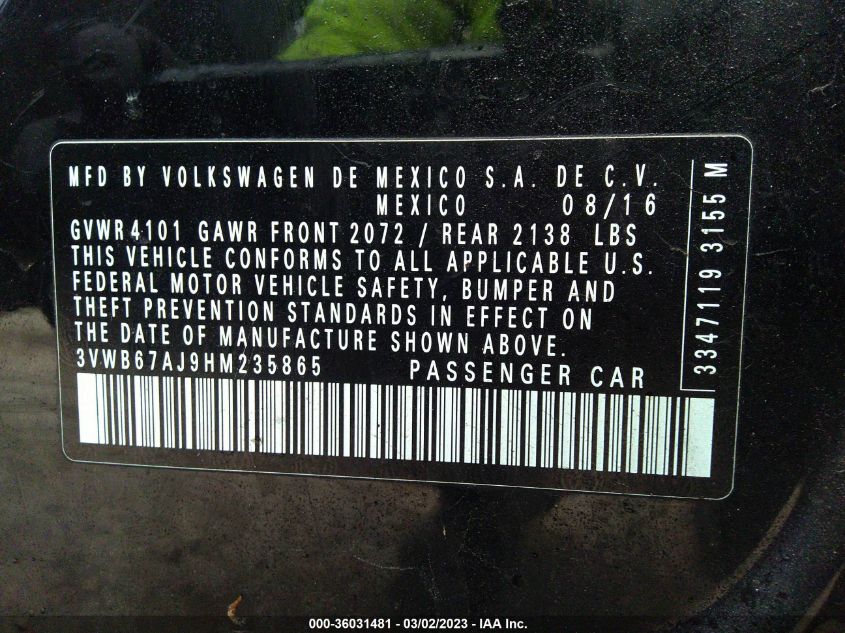 MFD BY VOLKSWAGEN DE MEXICO S.A. DE C.V.
MEXICO 08/16
GVWR 4101 GAWR FRONT 2072 / REAR 2138 LBS
THIS VEHICLE CONFORMS TO ALL APPLICABLE U.S.
FEDERAL MOTOR VEHICLE SAFETY, BUMPER AND
THEFT PREVENTION STANDARDS IN EFFECT ON
THE DATE OF MANUFACTURE SHOWN ABOVE.
3VWB67AJ9HM235865 PASSENGER CAR
3347119 3155 M
000-36031481 - 03/02/2023 - IAA Inc.